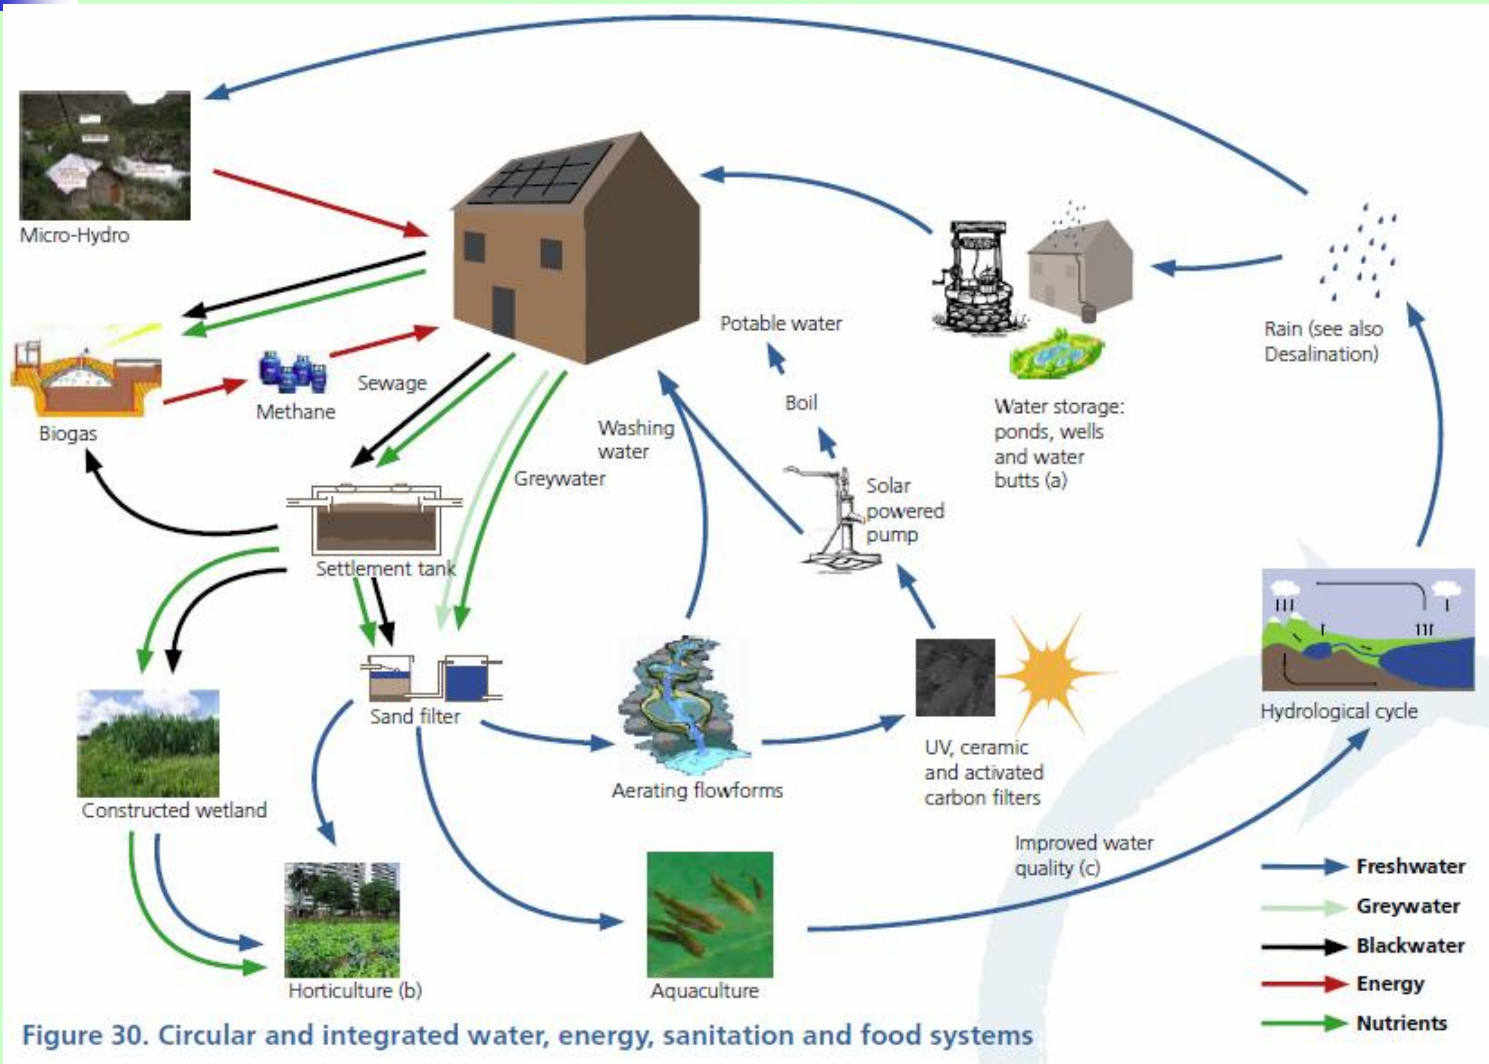 Micro-Hydro
Potable water
Rain (see also
Desalination)
Sewage
Methane
Biogas
Boil
Water storage:
ponds, wells
and water
butts (a)
Washing
water
Greywater
Solar
powered
pump
Settlement tank
Sand filter
Hydrological cycle
UV, ceramic
and activated
carbon filters
Aerating flowforms
Constructed wetland
Improved water
quality (c)
Horticulture (b)
Aquaculture
Freshwater
Greywater
Blackwater
Energy
Nutrients
Figure 30. Circular and integrated water, energy, sanitation and food systems